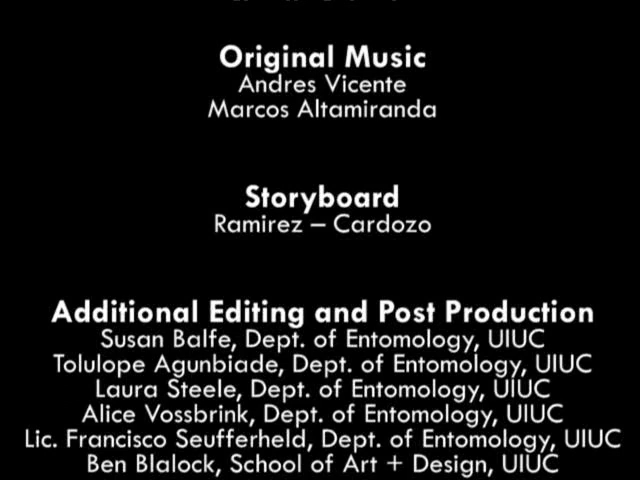 Original Music
Andres Vicente
Marcos Altamiranda
Storyboard
Ramirez – Cardozo
Additional Editing and Post Production
Susan Balfe, Dept. of Entomology, UIUC
Tolulope Agunbiade, Dept. of Entomology, UIUC
Laura Steele, Dept. of Entomology, UIUC
Alice Vossbrink, Dept. of Entomology, UIUC
Lic. Francisco Seufferheld, Dept. of Entomology, UIUC
Ben Blalock, School of Art + Design, UIUC